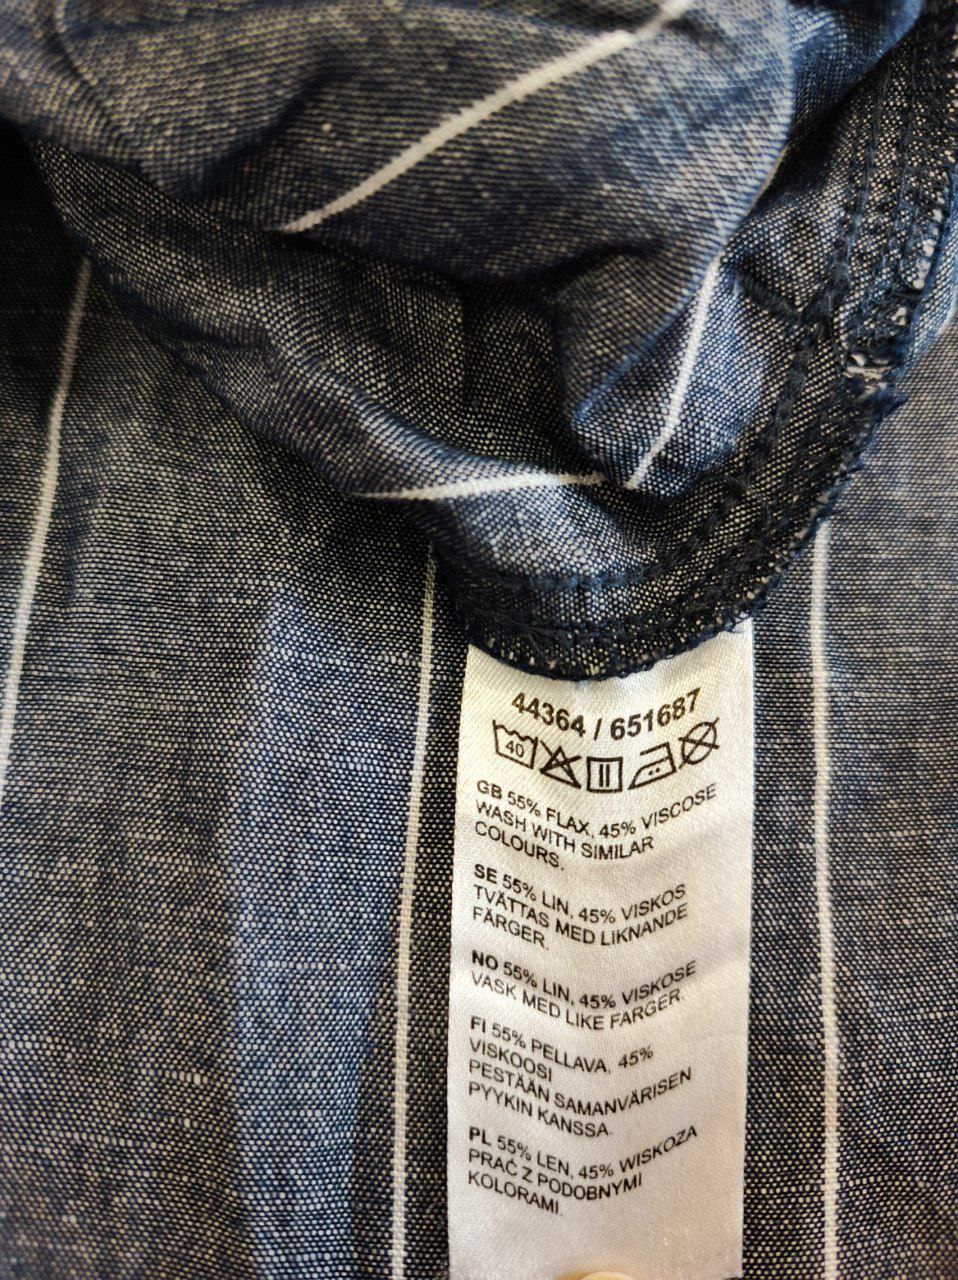 44364 / 651687
40
GB 55% FLAX, 45% VISCOSE
WASH WITH SIMILAR
COLOURS.
SE 55% LIN, 45% VISKOS
TVÄTTAS MED LIKNANDE
FÄRGER.
NO 55% LIN, 45% VISKOSE
VASK MED LIKE FARGER.
FI 55% PELLAVA, 45%
VISKOOSI
PESTÄÄN SAMANVÄRISEN
PYYKIN KANSSA.
PL 55% LEN, 45% WISKOZA
PRAĆ Z PODOBNYMI
KOLORAMI.